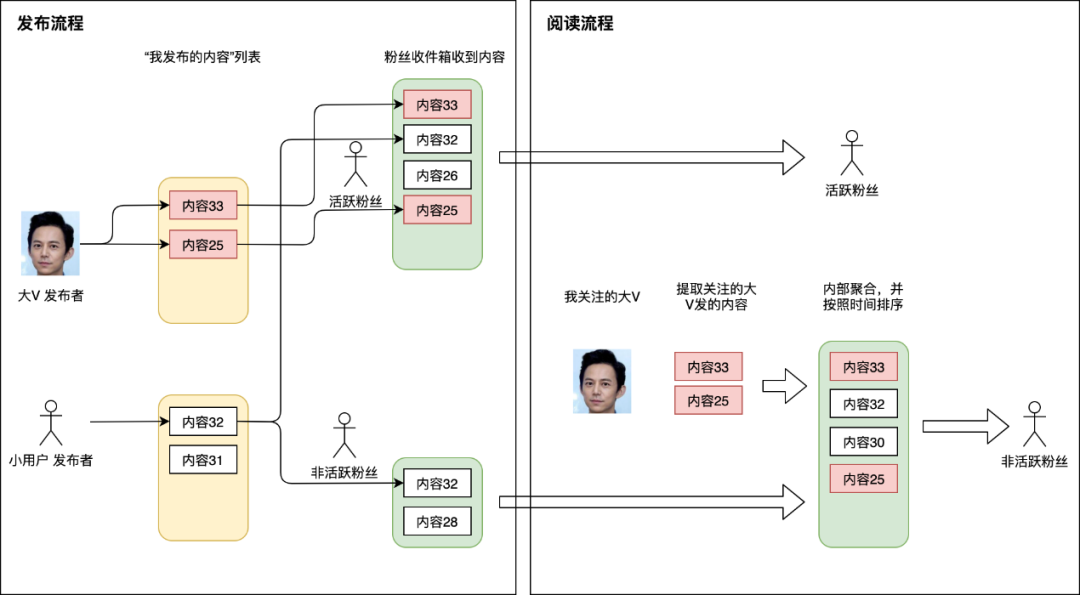 发布流程
“我发布的内容”列表
粉丝收件箱收到内容
内容33
内容32
内容26
内容25
活跃粉丝
内容33
内容25
大V 发布者
内容32
内容31
小用户 发布者
非活跃粉丝
内容32
内容28
阅读流程
活跃粉丝
我关注的大V
提取关注的大
V发的内容
内部聚合，并
按照时间排序
内容33
内容25
内容33
内容32
内容30
内容25
非活跃粉丝